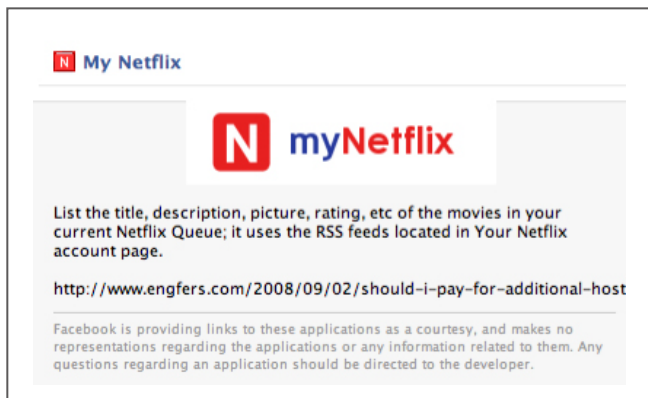 N My Netflix
N myNetflix
List the title, description, picture, rating, etc of the movies in your
current Netflix Queue; it uses the RSS feeds located in Your Netflix
account page.
http://www.engfers.com/2008/09/02/should-i-pay-for-additional-host
Facebook is providing links to these applications as a courtesy, and makes no
representations regarding the applications or any information related to them. Any
questions regarding an application should be directed to the developer.